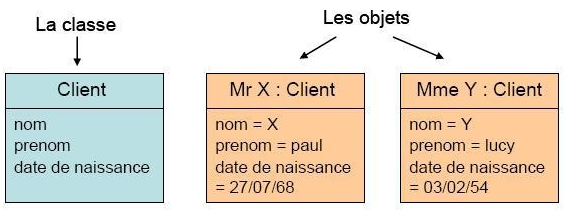 La classe
Les objets
Client
nom
prenom
date de naissance
Mr X : Client
nom = X
prenom = paul
date de naissance
= 27/07/68
Mme Y : Client
nom = Y
prenom = lucy
date de naissance
= 03/02/54